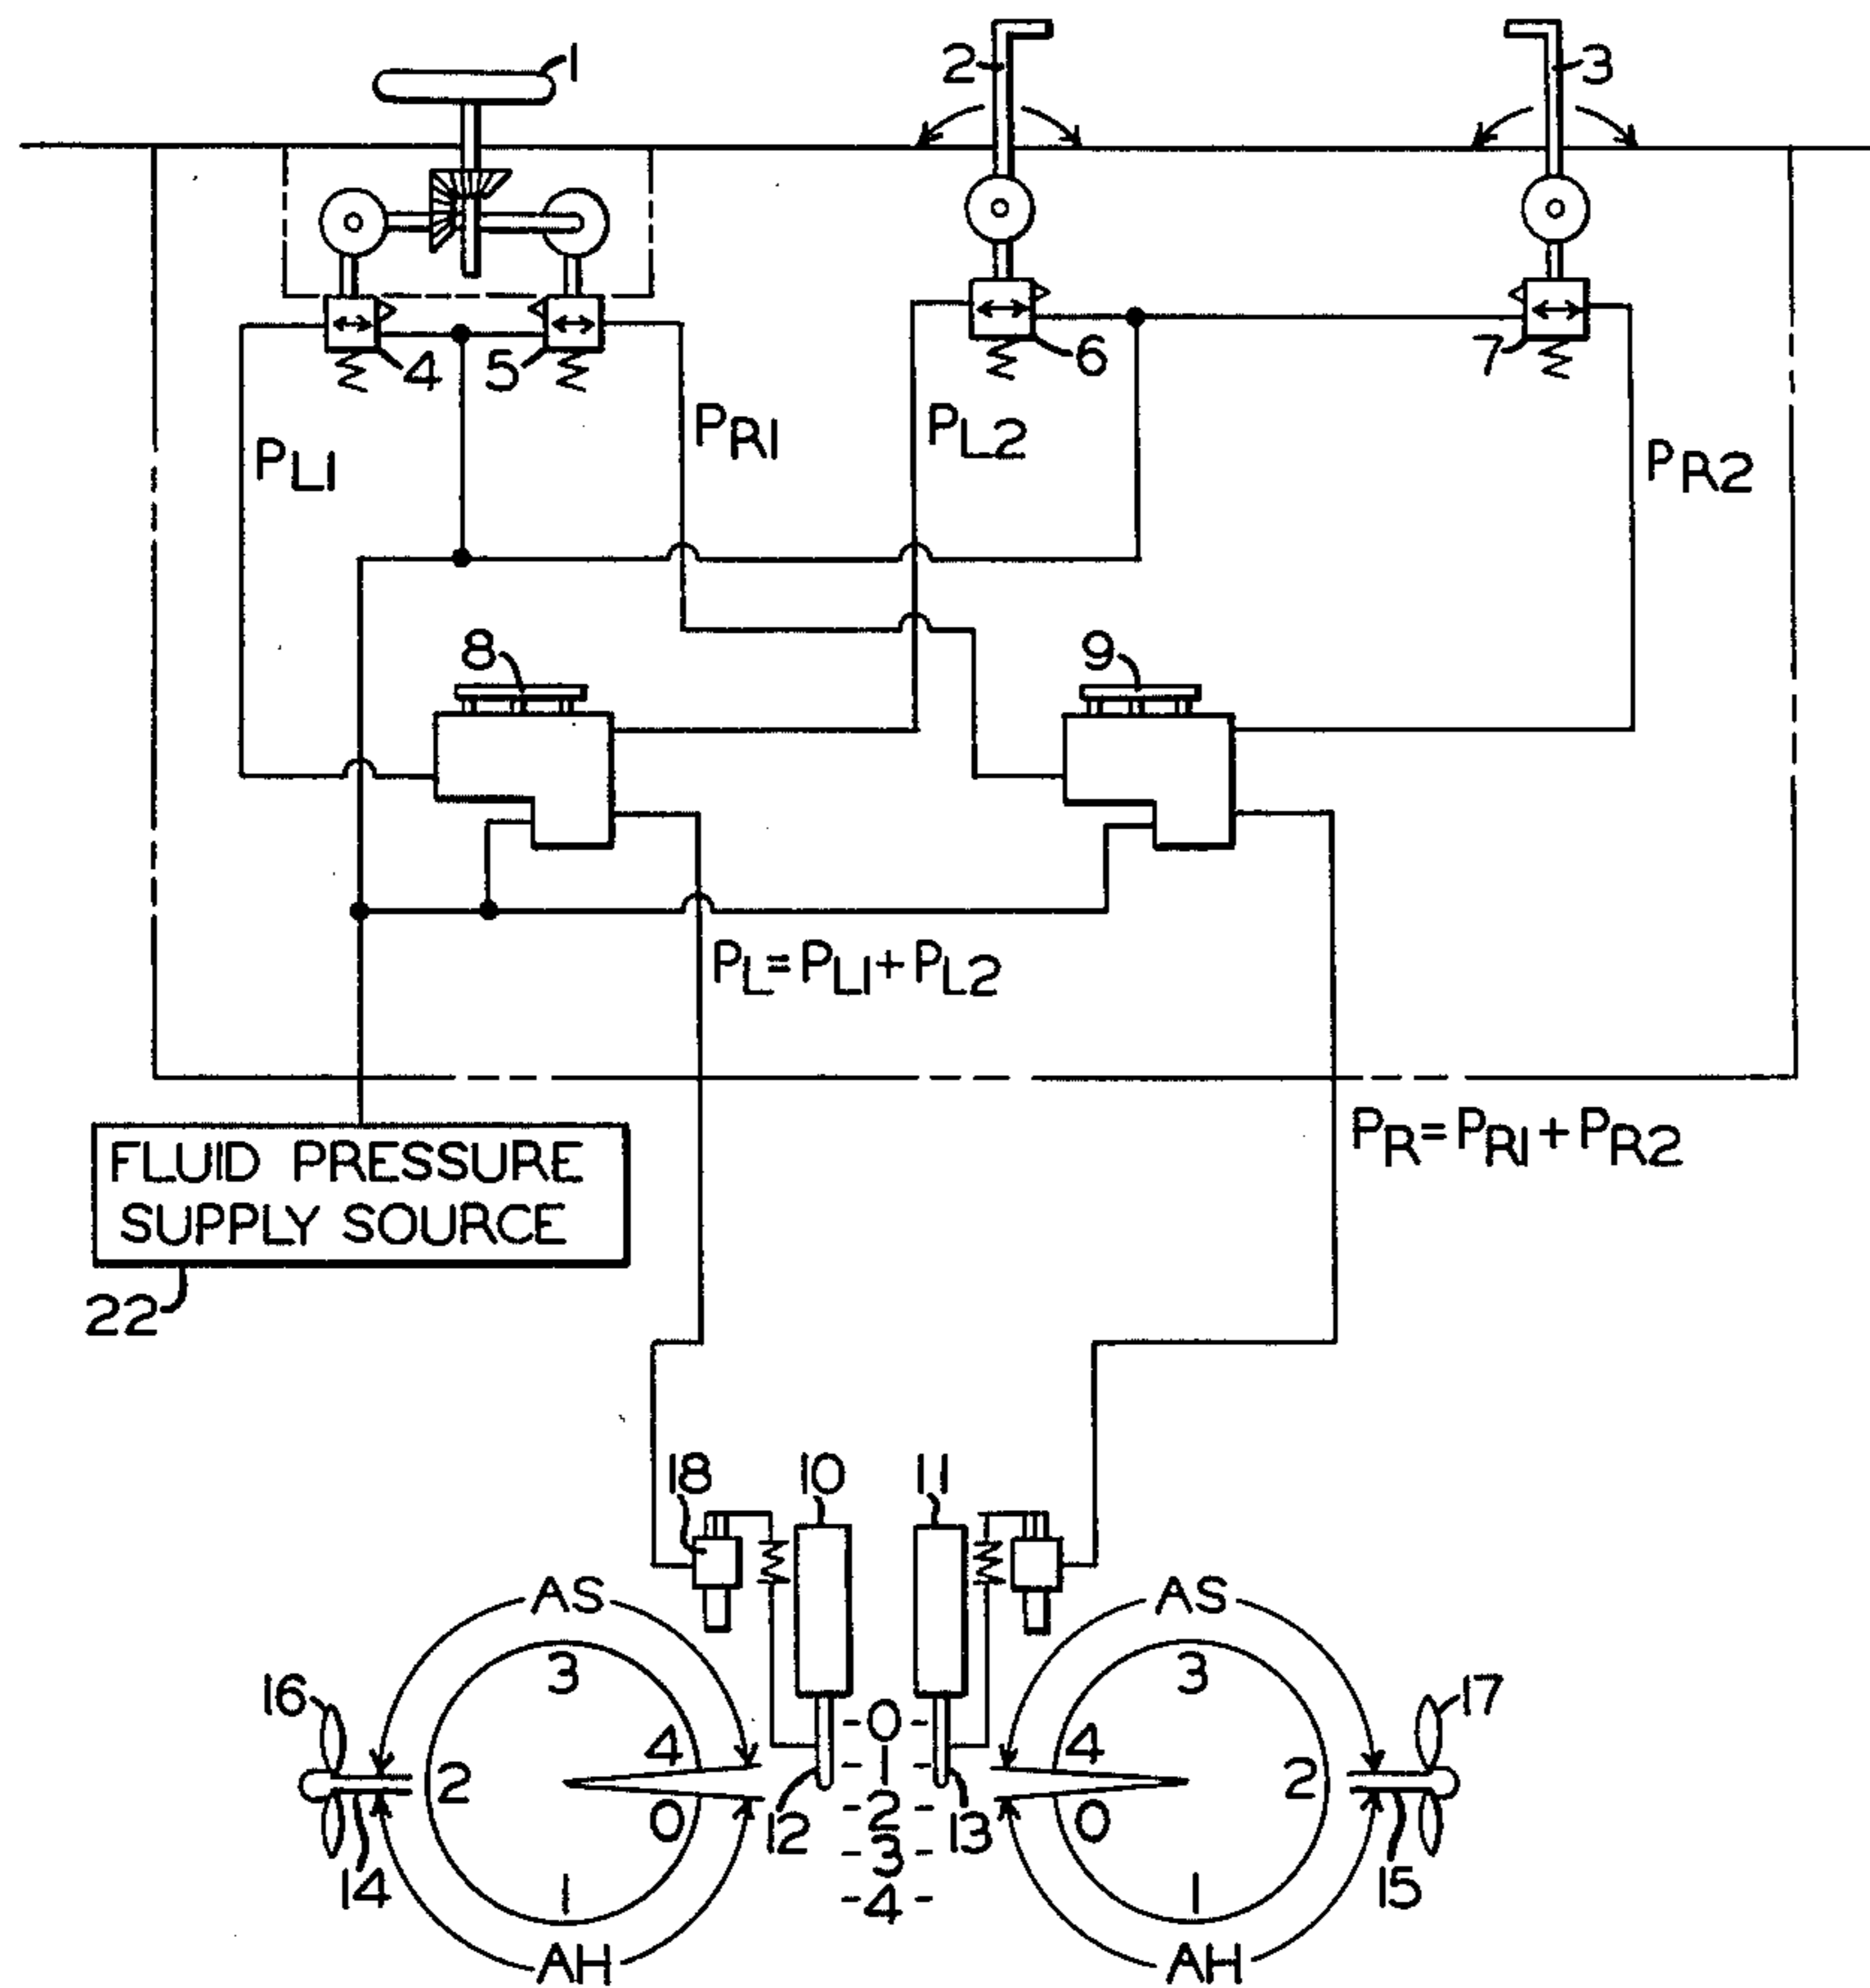 1
2
3
4
5
6
7
PL1
PR1
PL2
PR2
8
9
PL=PL1+PL2
PR=PR1+PR2
FLUID PRESSURE
SUPPLY SOURCE
22
18
10
11
AS
AS
16
3
3
17
4
-0-
4
2
-1-
2
0
-2-
0
12
13
14
-3-
15
1
-4-
1
AH
AH